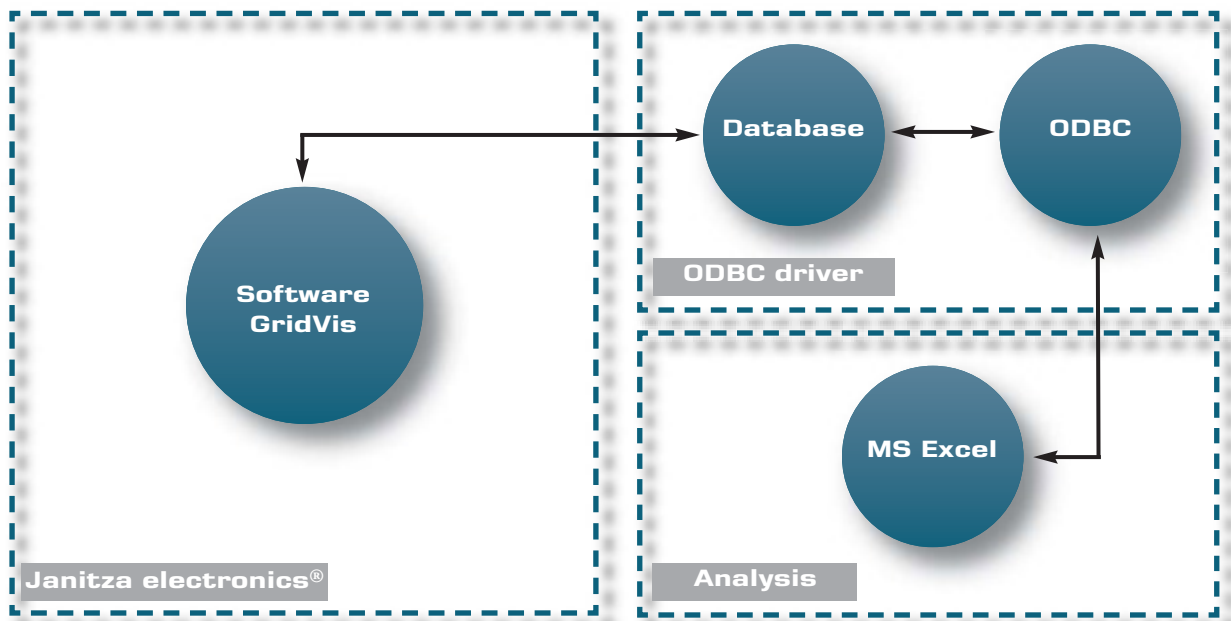 Software
GridVis
Janitza electronics®
Database
ODBC
ODBC driver
MS Excel
Analysis